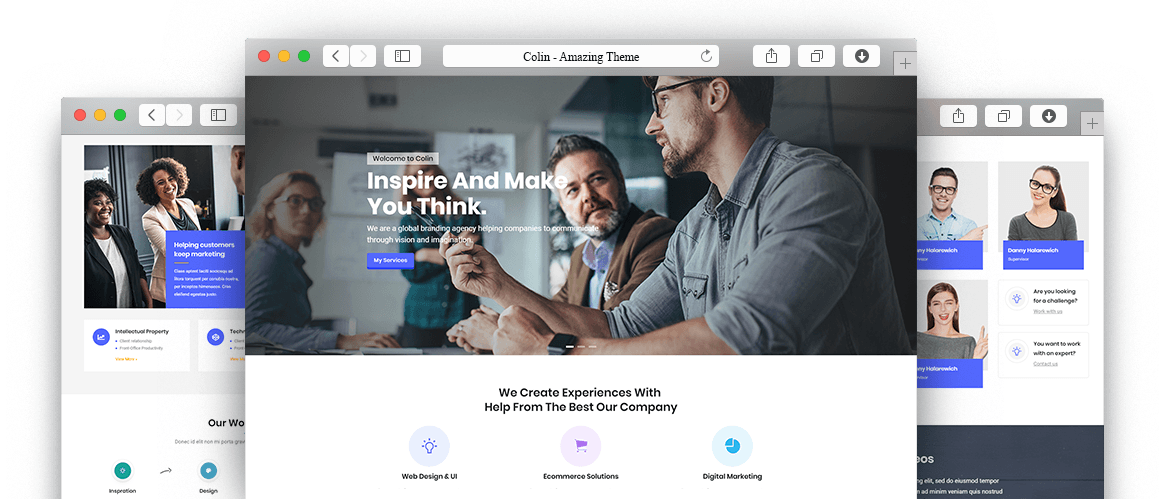 Colin - Amazing Theme
Welcome to Colin
Inspire And Make
You Think.
We are a global branding agency helping companies to communicate
through vision and imagination.
My Services
We Create Experiences With
Help From The Best Our Company
Web Design & UI
Ecommerce Solutions
Digital Marketing
Helping customers
keep marketing
Class aptent taciti sociosqu ad
litora torquent per conubia nostra,
per inceptos himenaeos. Cras
eleifend egestas justo.
Intellectual Property
Client relationship
Front Office Productivity
View More
Techn
Our Wo
Donec id elit non mi porta grav
Inspration
Design
Danny Halarowich
Supervisor
Are you looking
for a challenge?
Work with us
nny Halarowich
You want to work
with an expert?
Contact us
eos
ng elit, sed do eiusmod tempor
ad minim veniam quis nostrud